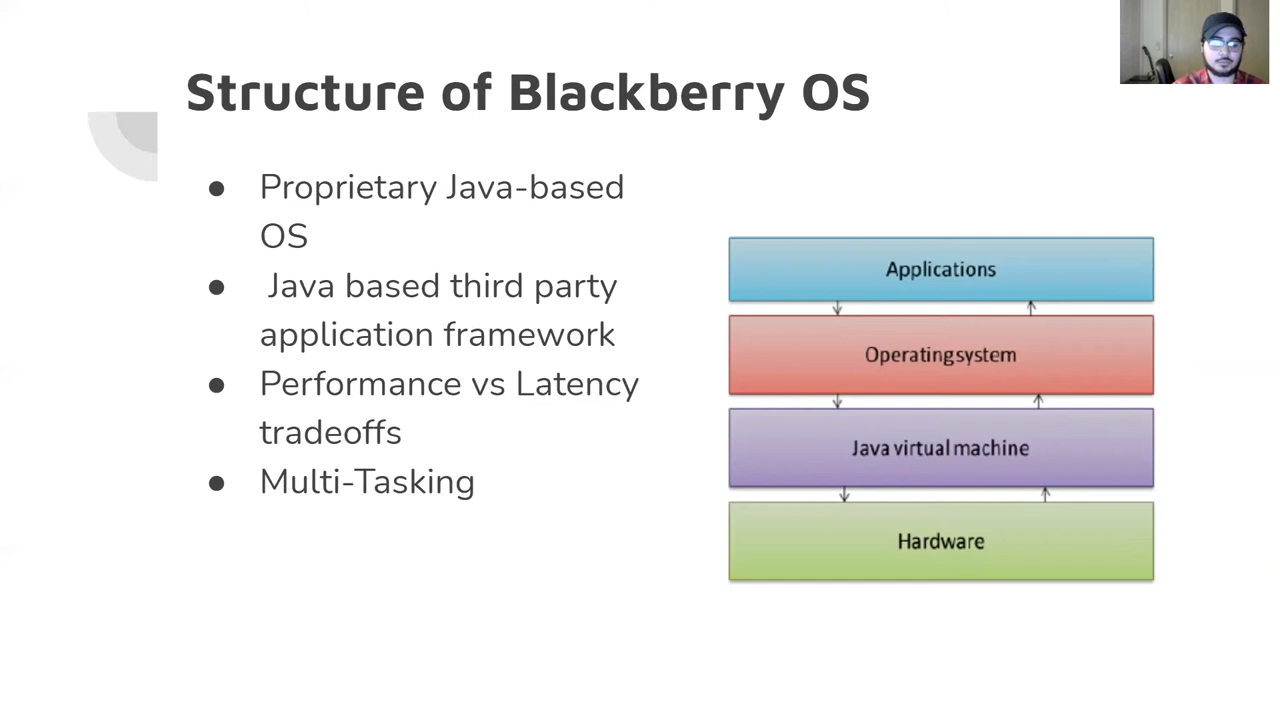 Structure of Blackberry OS
● Proprietary Java-based
OS
● Java based third party
application framework
● Performance vs Latency
tradeoffs
● Multi-Tasking
Applications
Operatingsystem
Java virtual machine
Hardware